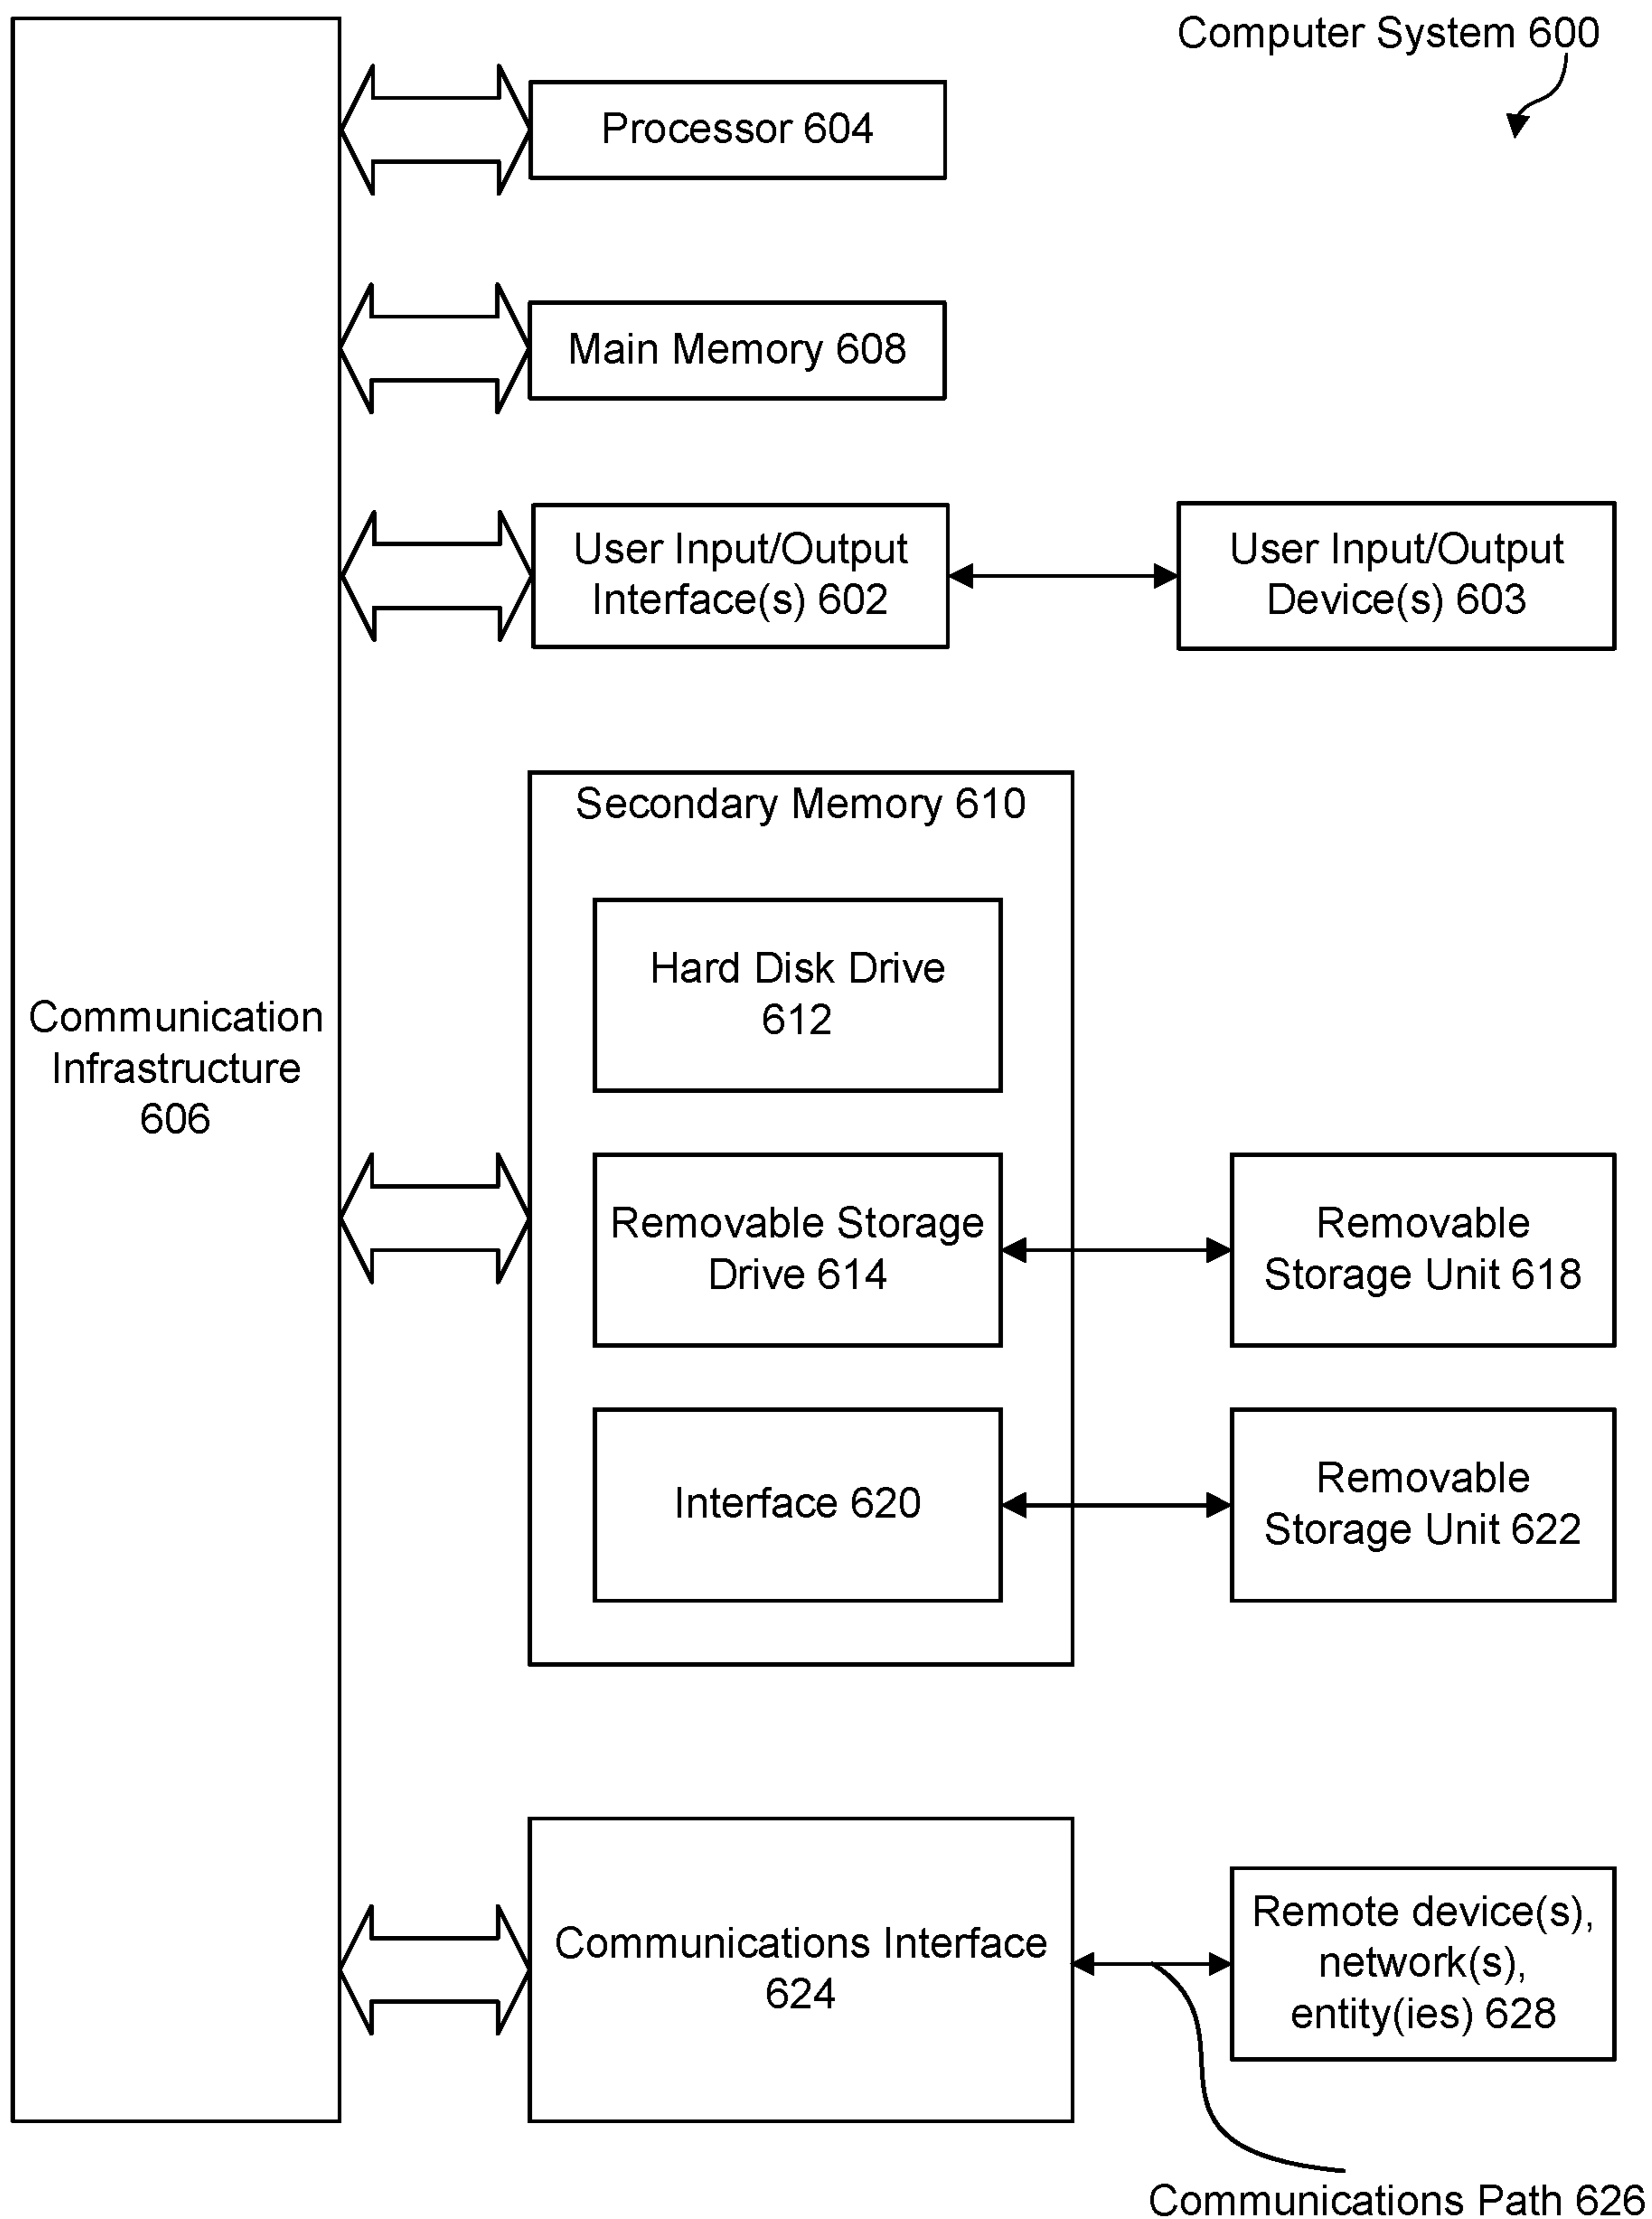 Computer System 600
Processor 604
Main Memory 608
User Input/Output
Interface(s) 602
User Input/Output
Device(s) 603
Secondary Memory 610
Hard Disk Drive
612
Communication
Infrastructure
606
Removable Storage
Drive 614
Removable
Storage Unit 618
Interface 620
Removable
Storage Unit 622
Communications Interface
624
Remote device(s),
network(s),
entity(ies) 628
Communications Path 626